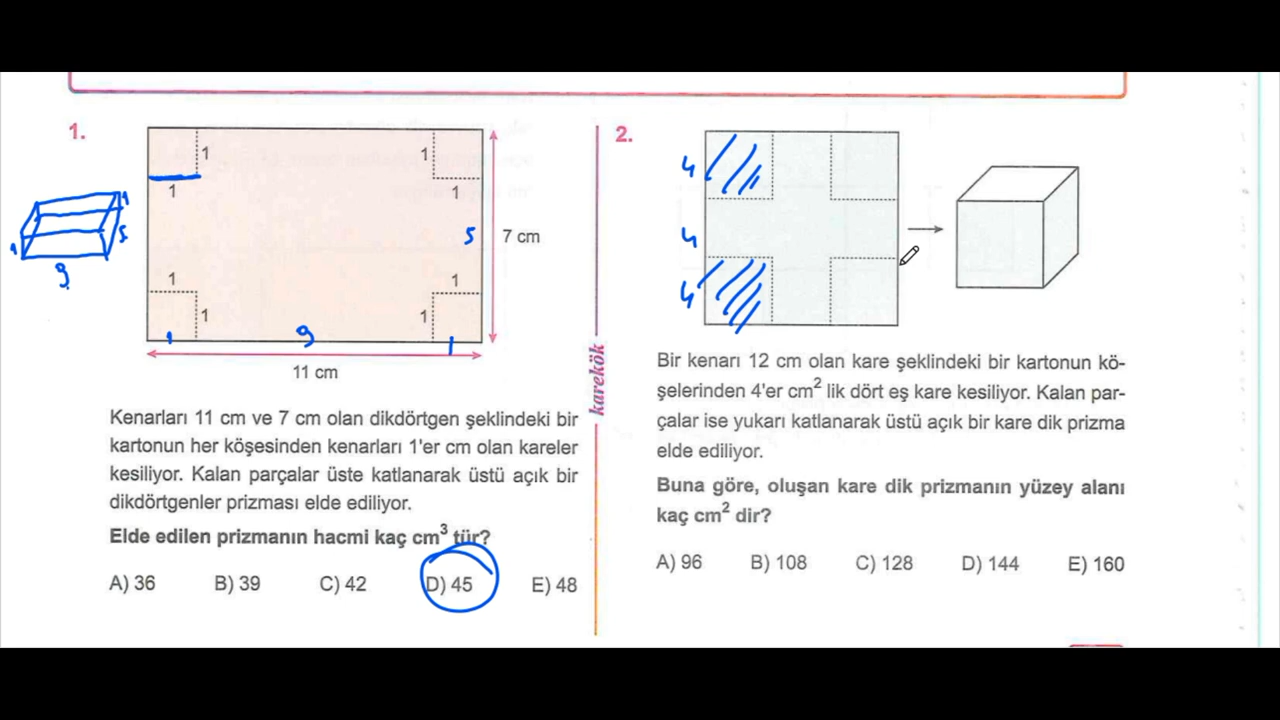 1.
1
1
1
1
5
7 cm
1
5
9
1
1
1
1
1
9
11 cm
Kenarları 11 cm ve 7 cm olan dikdörtgen şeklindeki bir
kartonun her köşesinden kenarları 1'er cm olan kareler
kesiliyor. Kalan parçalar üste katlanarak üstü açık bir
dikdörtgenler prizması elde ediliyor.
Elde edilen prizmanın hacmi kaç cm³ tür?
A) 36 B) 39 C) 42 D) 45 E) 48
karekök
2.
4
4
4
Bir kenarı 12 cm olan kare şeklindeki bir kartonun kö-
şelerinden 4'er cm² lik dört eş kare kesiliyor. Kalan par-
çalar ise yukarı katlanarak üstü açık bir kare dik prizma
elde ediliyor.
Buna göre, oluşan kare dik prizmanın yüzey alanı
kaç cm² dir?
A) 96 B) 108 C) 128 D) 144 E) 160